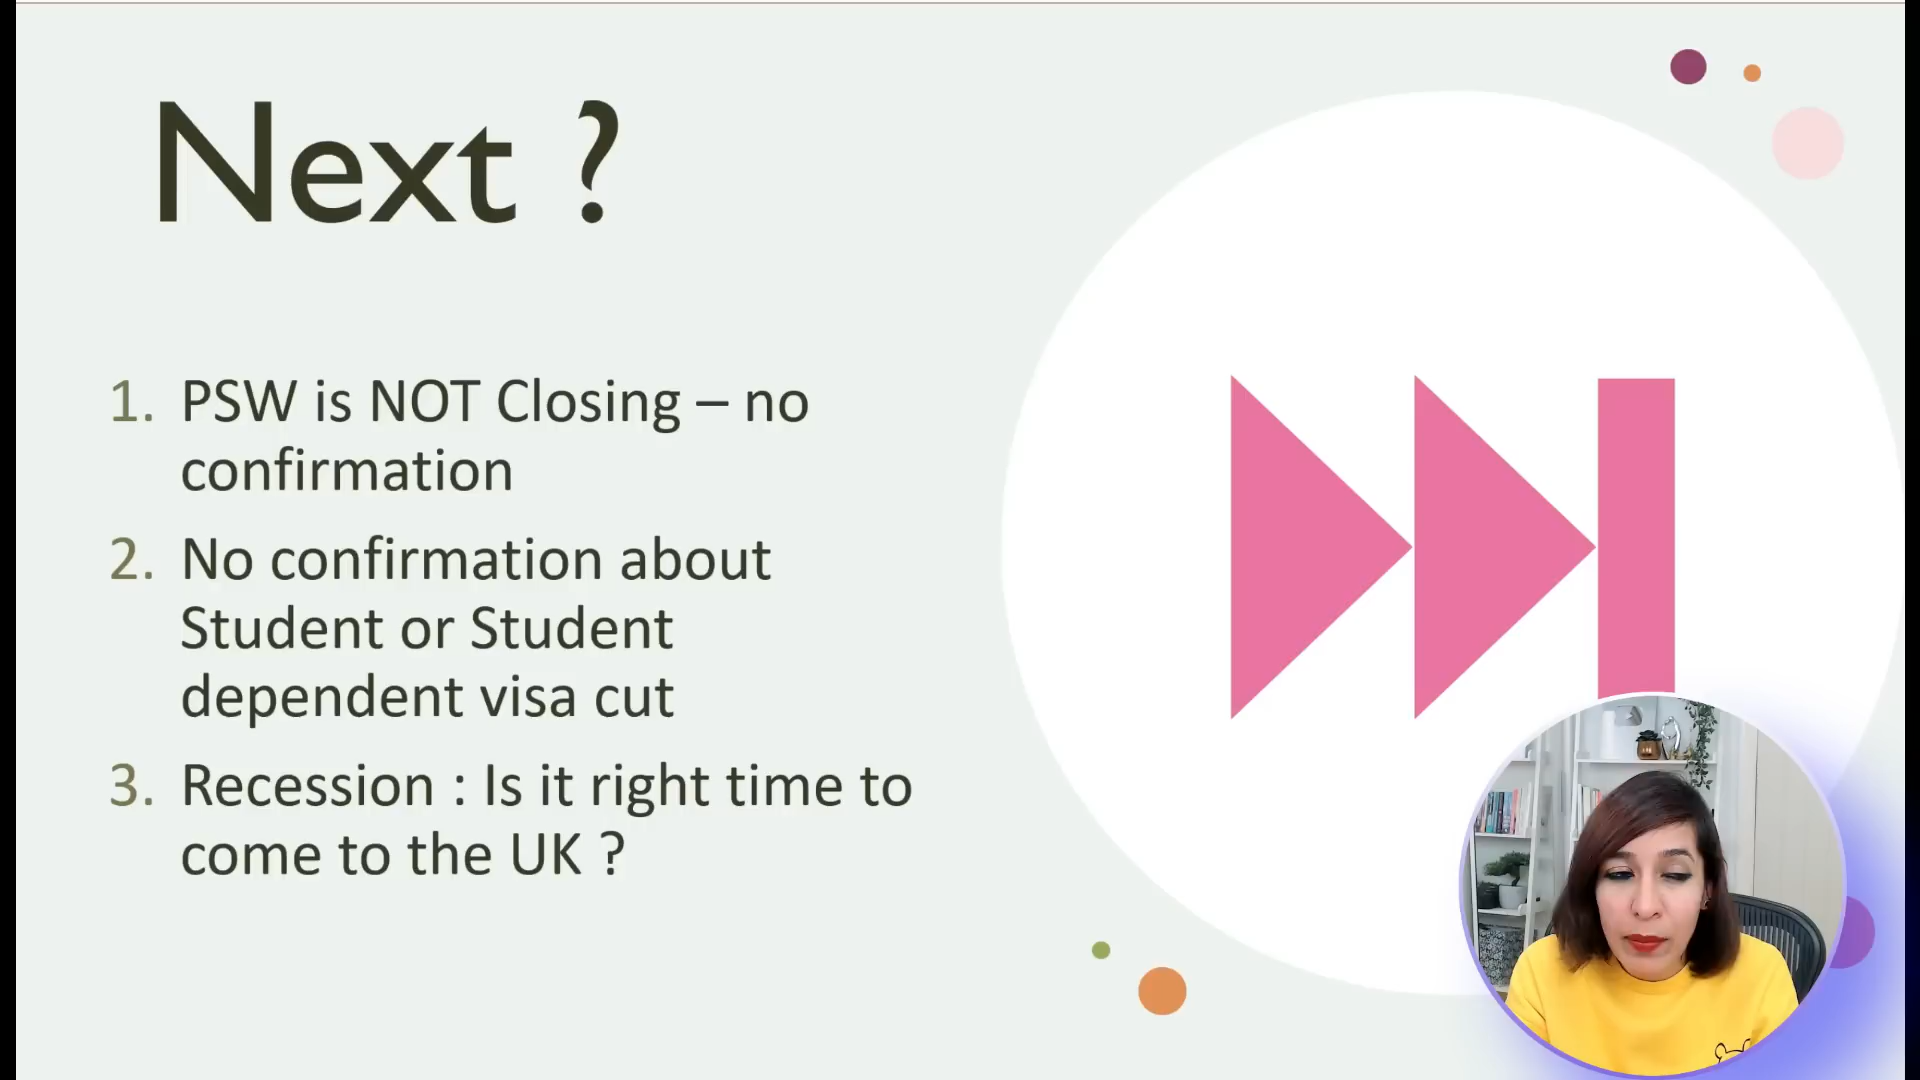 Next ?
1. PSW is NOT Closing – no
confirmation
2. No confirmation about
Student or Student
dependent visa cut
3. Recession : Is it right time to
come to the UK ?